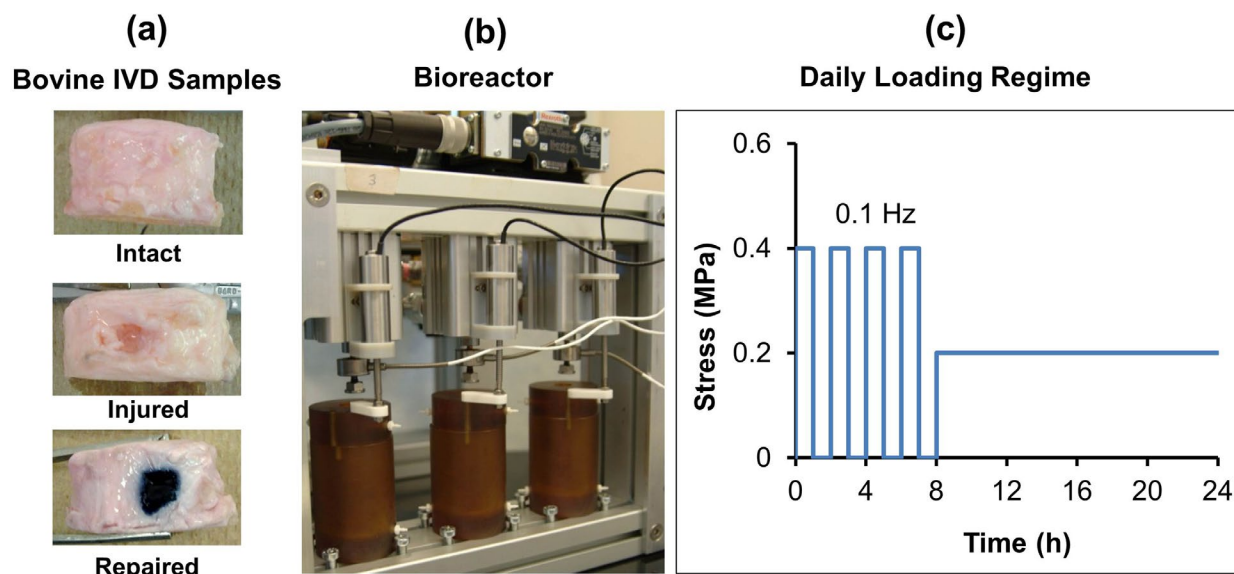 (a)
Bovine IVD Samples
Intact
Injured
Repaired
(b)
Bioreactor
3
(c)
Daily Loading Regime
0.6
0.4
0.2
0
Stress (MPa)
0.1 Hz
0 4 8 12 16 20 24
Time (h)